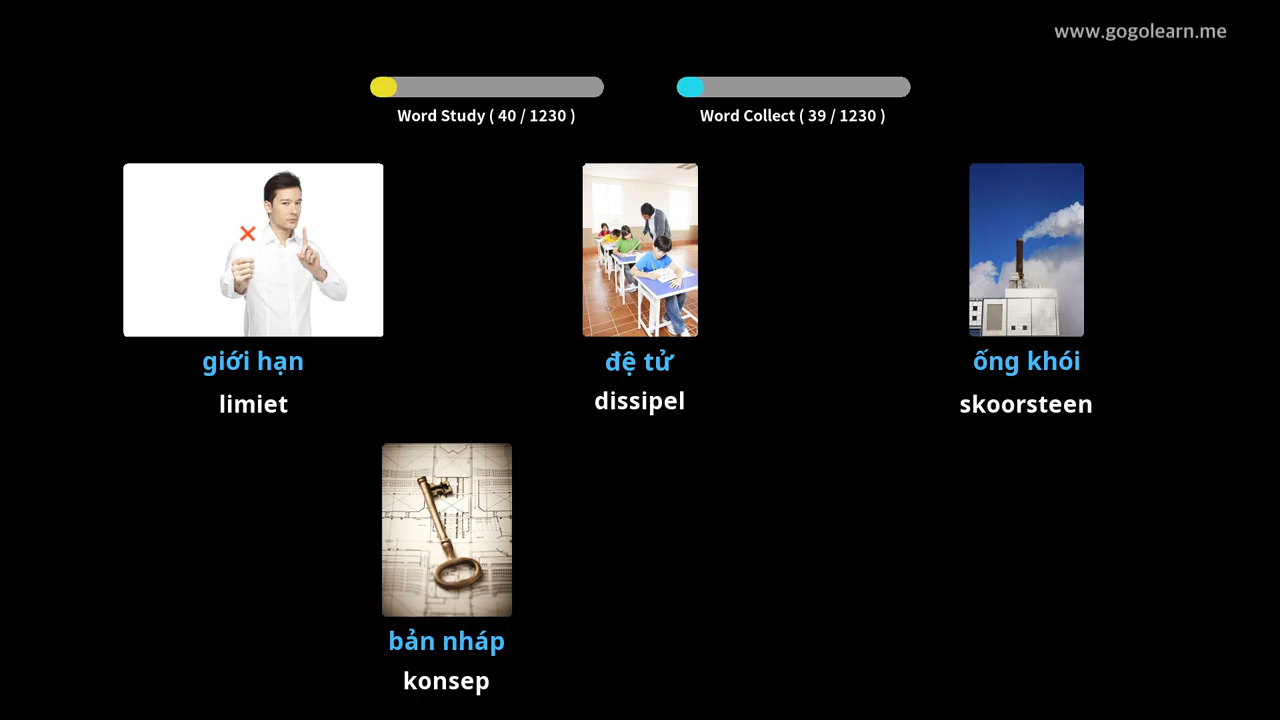 www.gogolearn.me
Word Study ( 40 / 1230 )
Word Collect ( 39 / 1230 )
giới hạn
limiet
đệ tử
dissipel
ống khói
skoorsteen
bản nháp
konsep